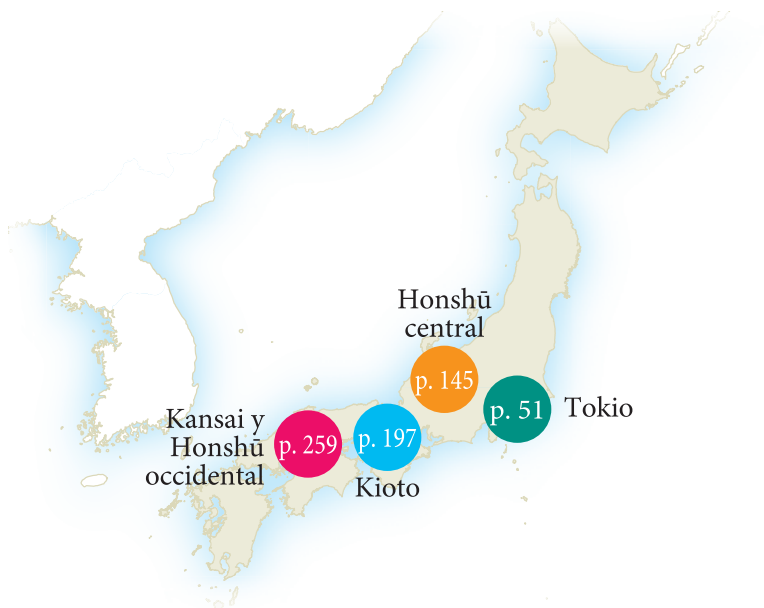 Honshū
central
p. 145
p. 51
Tokio
Kansai y
Honshū
occidental
p. 259
p. 197
Kioto